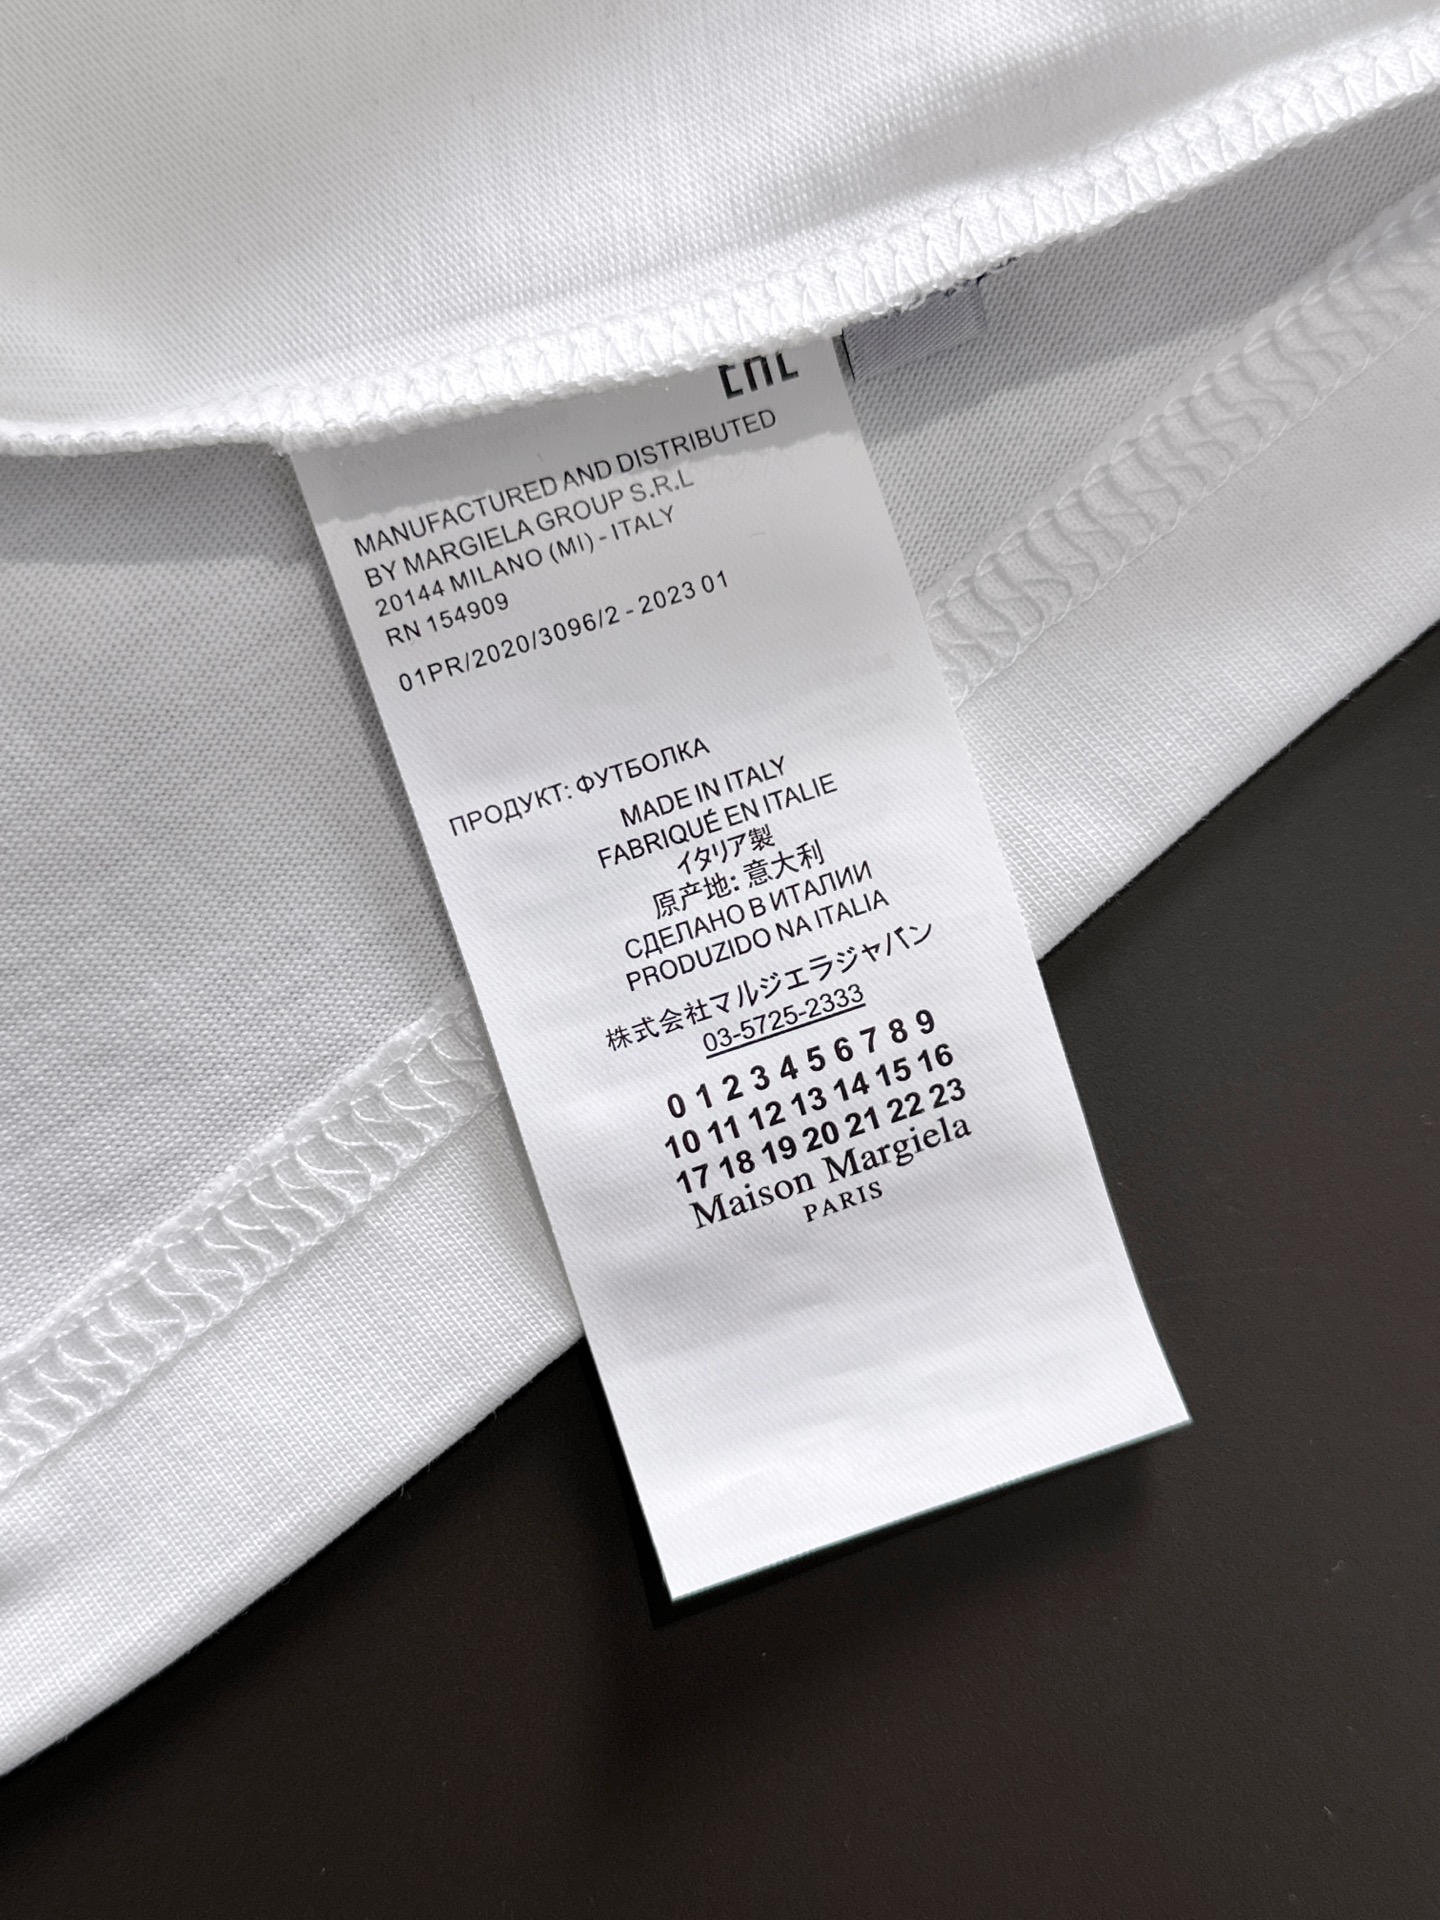 EAC
MANUFACTURED AND DISTRIBUTED
BY MARGIELA GROUP S.R.L
20144 MILANO (MI) - ITALY
RN 154909
01PR/2020/3096/2 - 2023 01
ПРОДУКТ: ФУТБОЛКА
MADE IN ITALY
FABRIQUÉ EN ITALIE
イタリア製
原产地: 意大利
СДЕЛАНО В ИТАЛИИ
PRODUZIDO NA ITALIA
株式会社マルジェラジャパン
03-5725-2333
0 1 2 3 4 5 6 7 8 9
10 11 12 13 14 15 16
17 18 19 20 21 22 23
Maison Margiela
PARIS